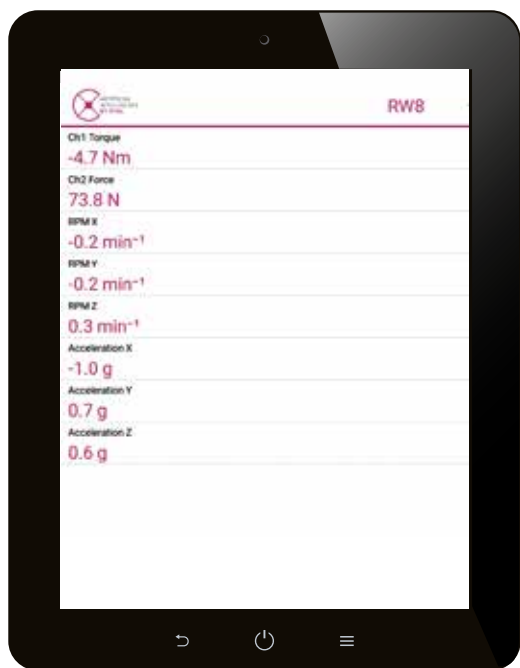 RW8
Ch1 Torque
-4.7 Nm
Ch2 Force
73.8 N
RPM X
-0.2 min⁻¹
RPM Y
-0.2 min⁻¹
RPM Z
0.3 min⁻¹
Acceleration X
-1.0 g
Acceleration Y
0.7 g
Acceleration Z
0.6 g